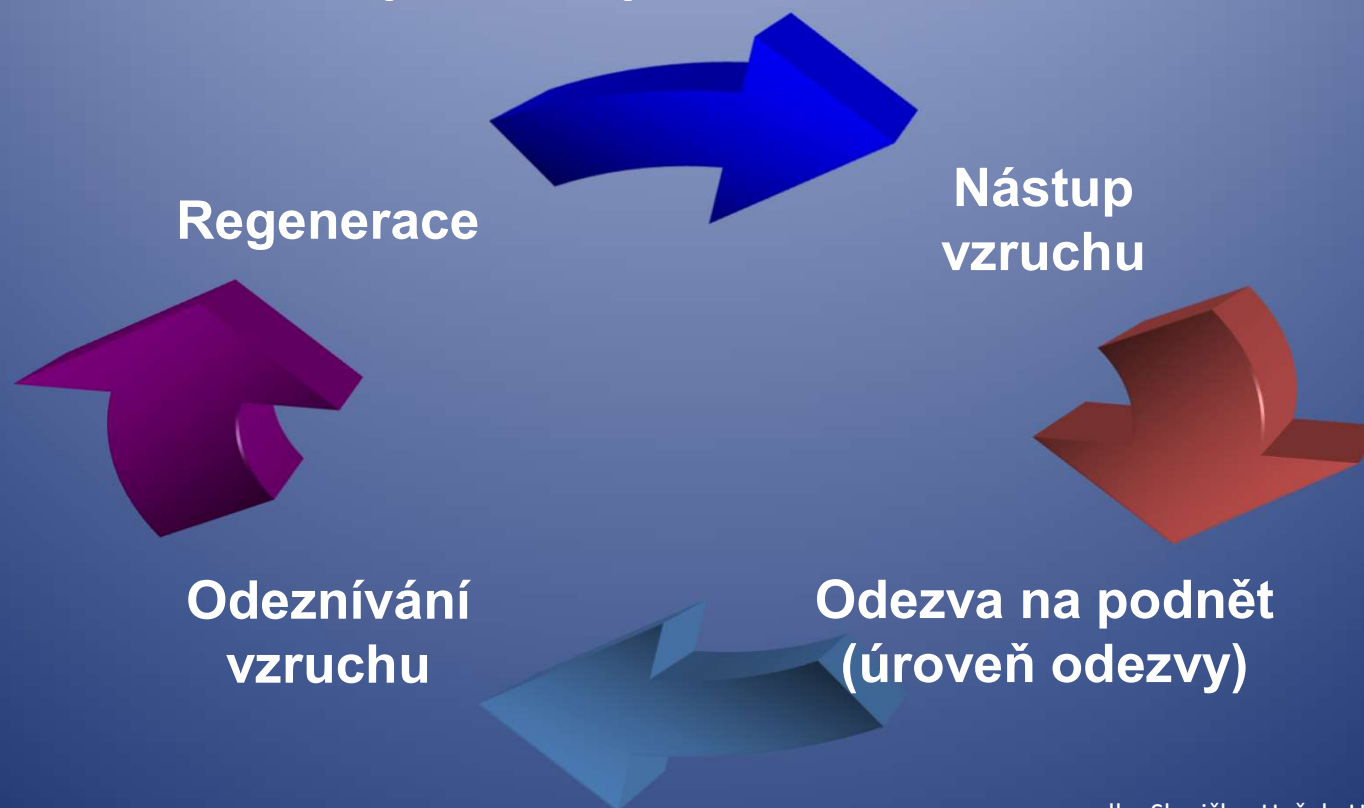 Regenerace
Nástup
vzruchu
Odeznívání
vzruchu
Odezva na podnět
(úroveň odezvy)